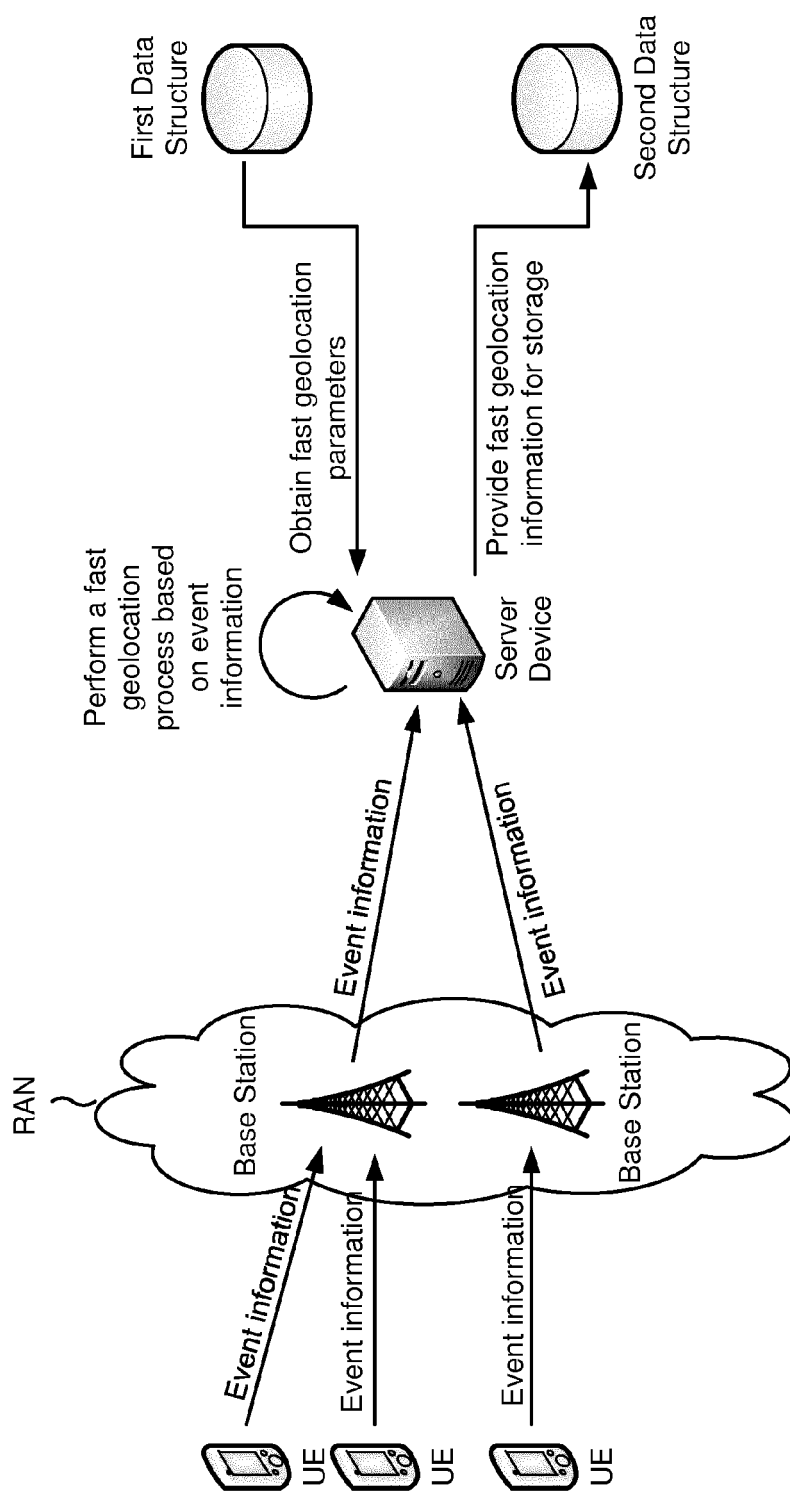 RAN
UE
UE
UE
Event information
Event information
Event information
Base Station
Base Station
Event information
Event information
Perform a fast
geolocation
process based
on event
information
Server
Device
Obtain fast geolocation
parameters
Provide fast geolocation
information for storage
First Data
Structure
Second Data
Structure